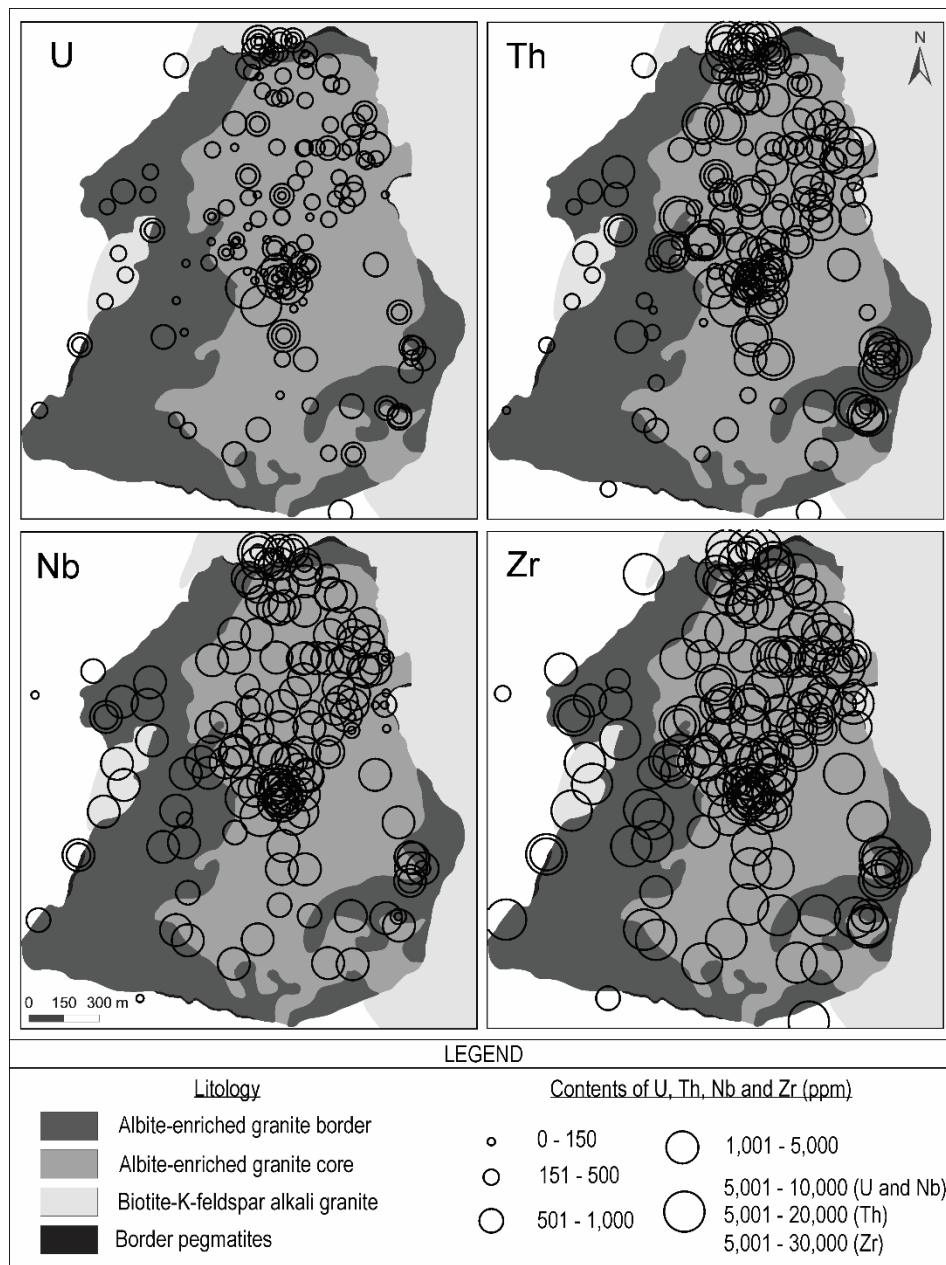 U
Th
N
Nb
Zr
0 150 300 m
LEGEND
Litology
Albite-enriched granite border
Albite-enriched granite core
Biotite-K-feldspar alkali granite
Border pegmatites
Contents of U, Th, Nb and Zr (ppm)
0 - 150
151 - 500
501 - 1,000
1,001 - 5,000
5,001 - 10,000 (U and Nb)
5,001 - 20,000 (Th)
5,001 - 30,000 (Zr)